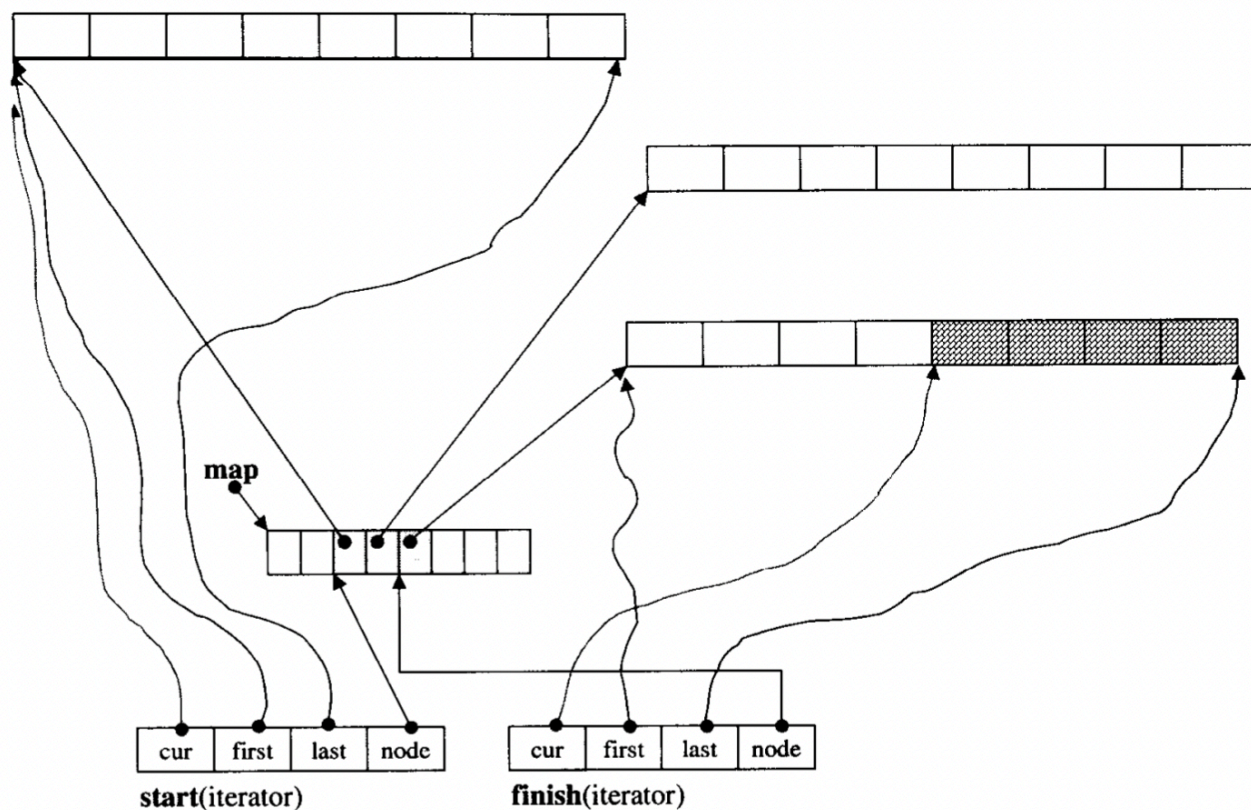 map
cur first last node
cur first last node
start(iterator)
finish(iterator)